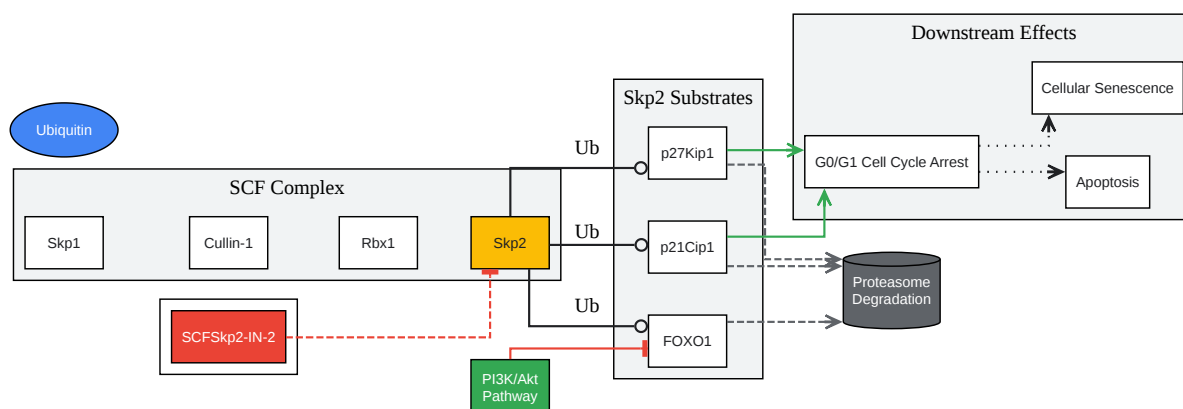 Downstream Effects
Cellular Senescence
Skp2 Substrates
Ubiquitin
p27Kip1
Ub
G0/G1 Cell Cycle Arrest
Apoptosis
SCF Complex
Skp1
Cullin-1
Rbx1
Skp2
Ub
p21Cip1
Proteasome
Degradation
Ub
SCFSkp2-IN-2
FOXO1
PI3K/Akt
Pathway